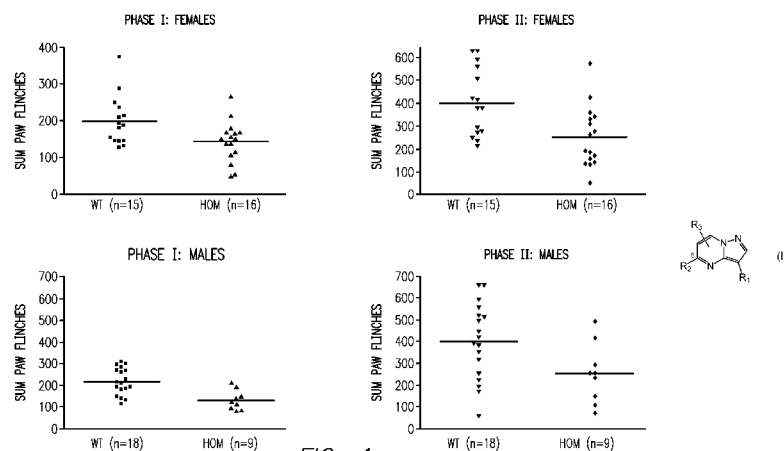 PHASE I: FEMALES
SUM PAW FLINCHES
400
300
200
100
0
WT (n=15) HOM (n=16)
PHASE II: FEMALES
SUM PAW FLINCHES
600
500
400
300
200
100
0
WT (n=15) HOM (n=16)
PHASE I: MALES
SUM PAW FLINCHES
700
600
500
400
300
200
100
0
WT (n=18) HOM (n=9)
PHASE II: MALES
SUM PAW FLINCHES
700
600
500
400
300
200
100
0
WT (n=18) HOM (n=9)
R3
N
N
5
R2
N
R1
(I